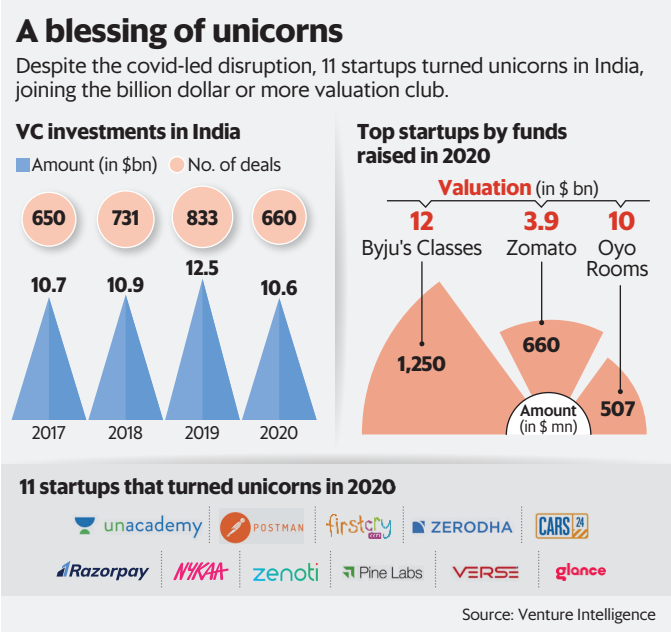 A blessing of unicorns
Despite the covid-led disruption, 11 startups turned unicorns in India,
joining the billion dollar or more valuation club.
VC investments in India
Amount (in $bn) No. of deals
650 731 833 660
10.7 10.9 12.5 10.6
2017 2018 2019 2020
Top startups by funds
raised in 2020
Valuation (in $ bn)
12 3.9 10
Byju's Classes Zomato Oyo
Rooms
1,250 660 507
Amount
(in $ mn)
11 startups that turned unicorns in 2020
unacademy POSTMAN firstcry .com ZERODHA CARS 24
Razorpay NYKAA zenoti Pine Labs VERSE glance
Source: Venture Intelligence